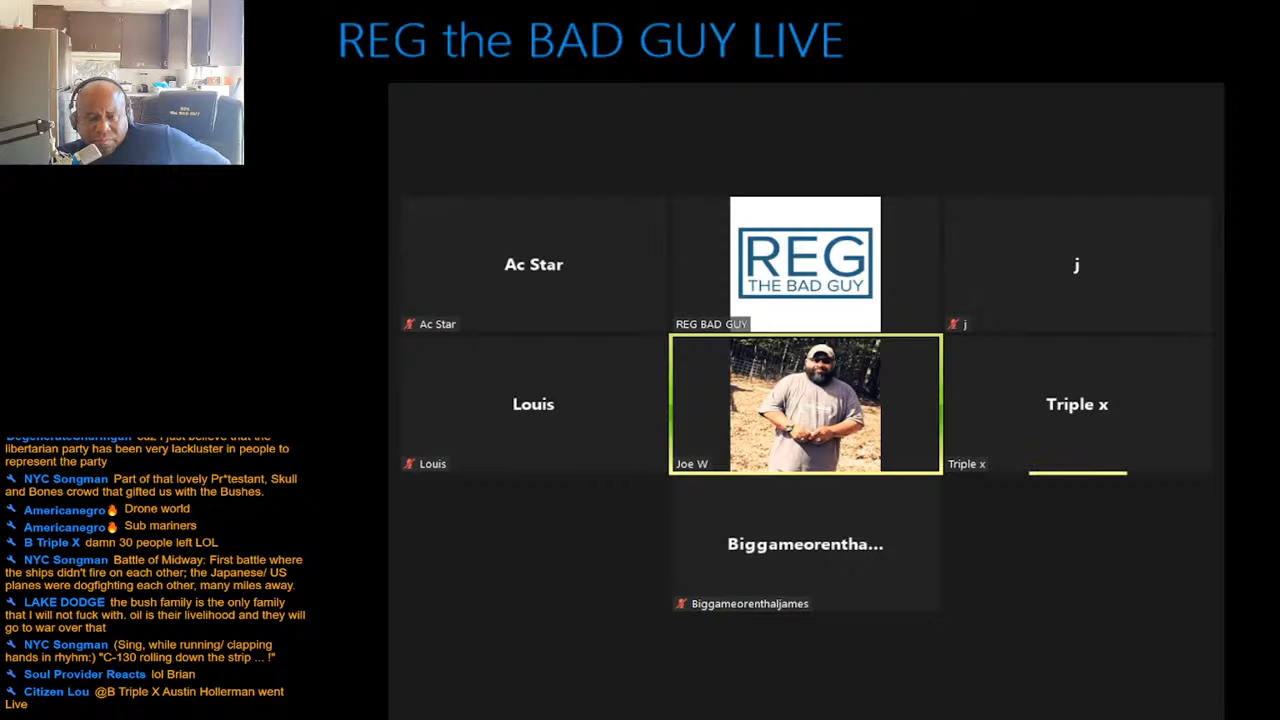 REG the BAD GUY LIVE
Ac Star
REG
THE BAD GUY
j
Ac Star
REG BAD GUY
j
Louis
Triple x
Louis
Joe W
Triple x
Biggameorentha...
Biggameorenthaljames
I just believe that the
libertarian party has been very lackluster in people to
represent the party
NYC Songman Part of that lovely Pr*testant, Skull
and Bones crowd that gifted us with the Bushes.
Americanegro🔥 Drone world
Americanegro🔥 Sub mariners
B Triple X damn 30 people left LOL
NYC Songman Battle of Midway: First battle where
the ships didn't fire on each other; the Japanese/ US
planes were dogfighting each other, many miles away.
LAKE DODGE the bush family is the only family
that I will not fuck with. oil is their livelihood and they will
go to war over that
NYC Songman (Sing, while running/ clapping
hands in rhyhm:) "C-130 rolling down the strip ... !"
Soul Provider Reacts lol Brian
Citizen Lou @B Triple X Austin Hollerman went
Live